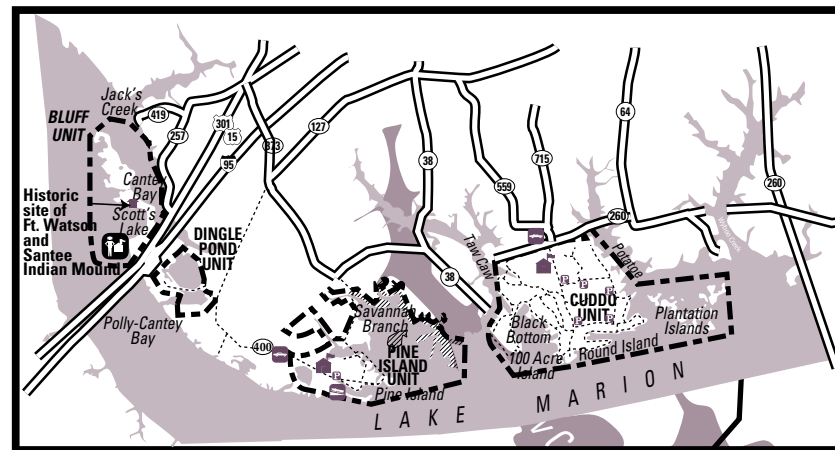 Jack's
Creek
BLUFF
UNIT
419
257
301
15
95
373
127
38
559
715
64
260
260
Cantey
Bay
Scott's
Lake
Historic
site of
Ft. Watson
and
Santee
Indian Mound
DINGLE
POND
UNIT
Polly-Cantey
Bay
400
Savannah
Branch
PINE
ISLAND
UNIT
Pine Island
38
Taw Caw
Potatoe
Wyboo Creek
CUDDO
UNIT
Black
Bottom
100 Acre
Island
Round Island
Plantation
Islands
P
P
P
P
P
P
P
LAKE MARION